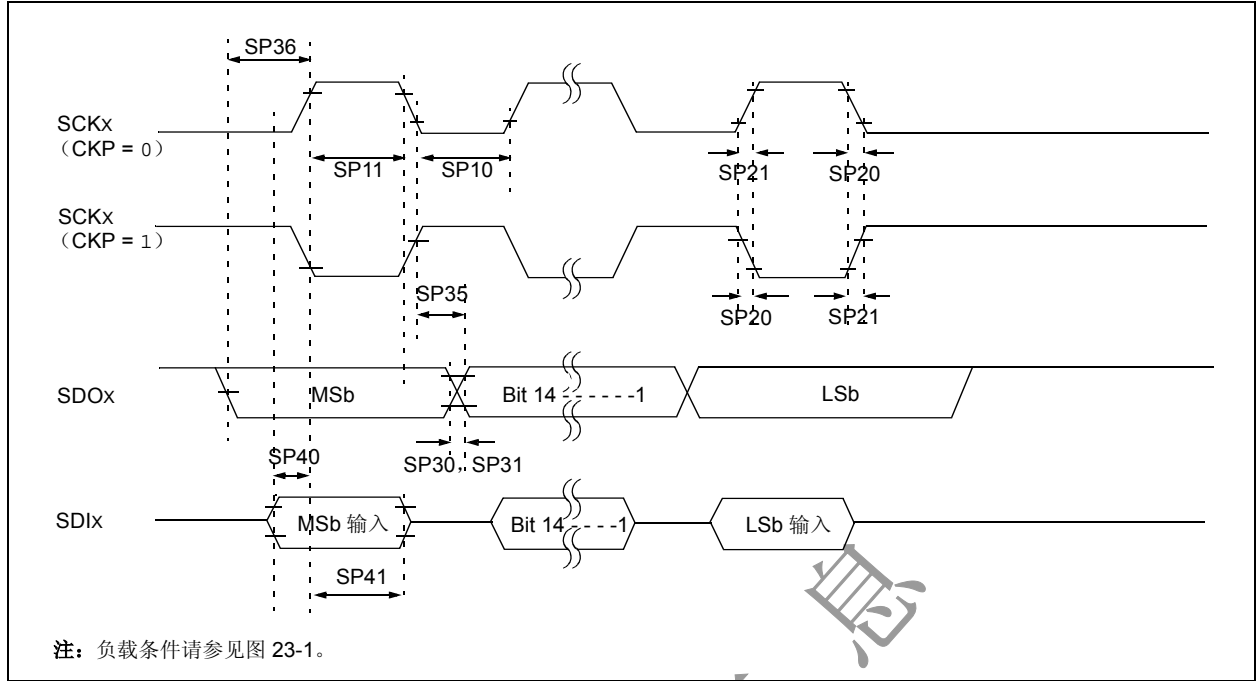 SP36
SCKx
（CKP = 0）
SP11
SP10
SP21
SP20
SCKx
（CKP = 1）
SP35
SP20
SP21
SDOx
MSb
Bit 14 - - - - - -1
LSb
SP40
SP30，SP31
SDIx
MSb 输入
Bit 14 - - - -1
LSb 输入
SP41
注：负载条件请参见图 23-1。
息